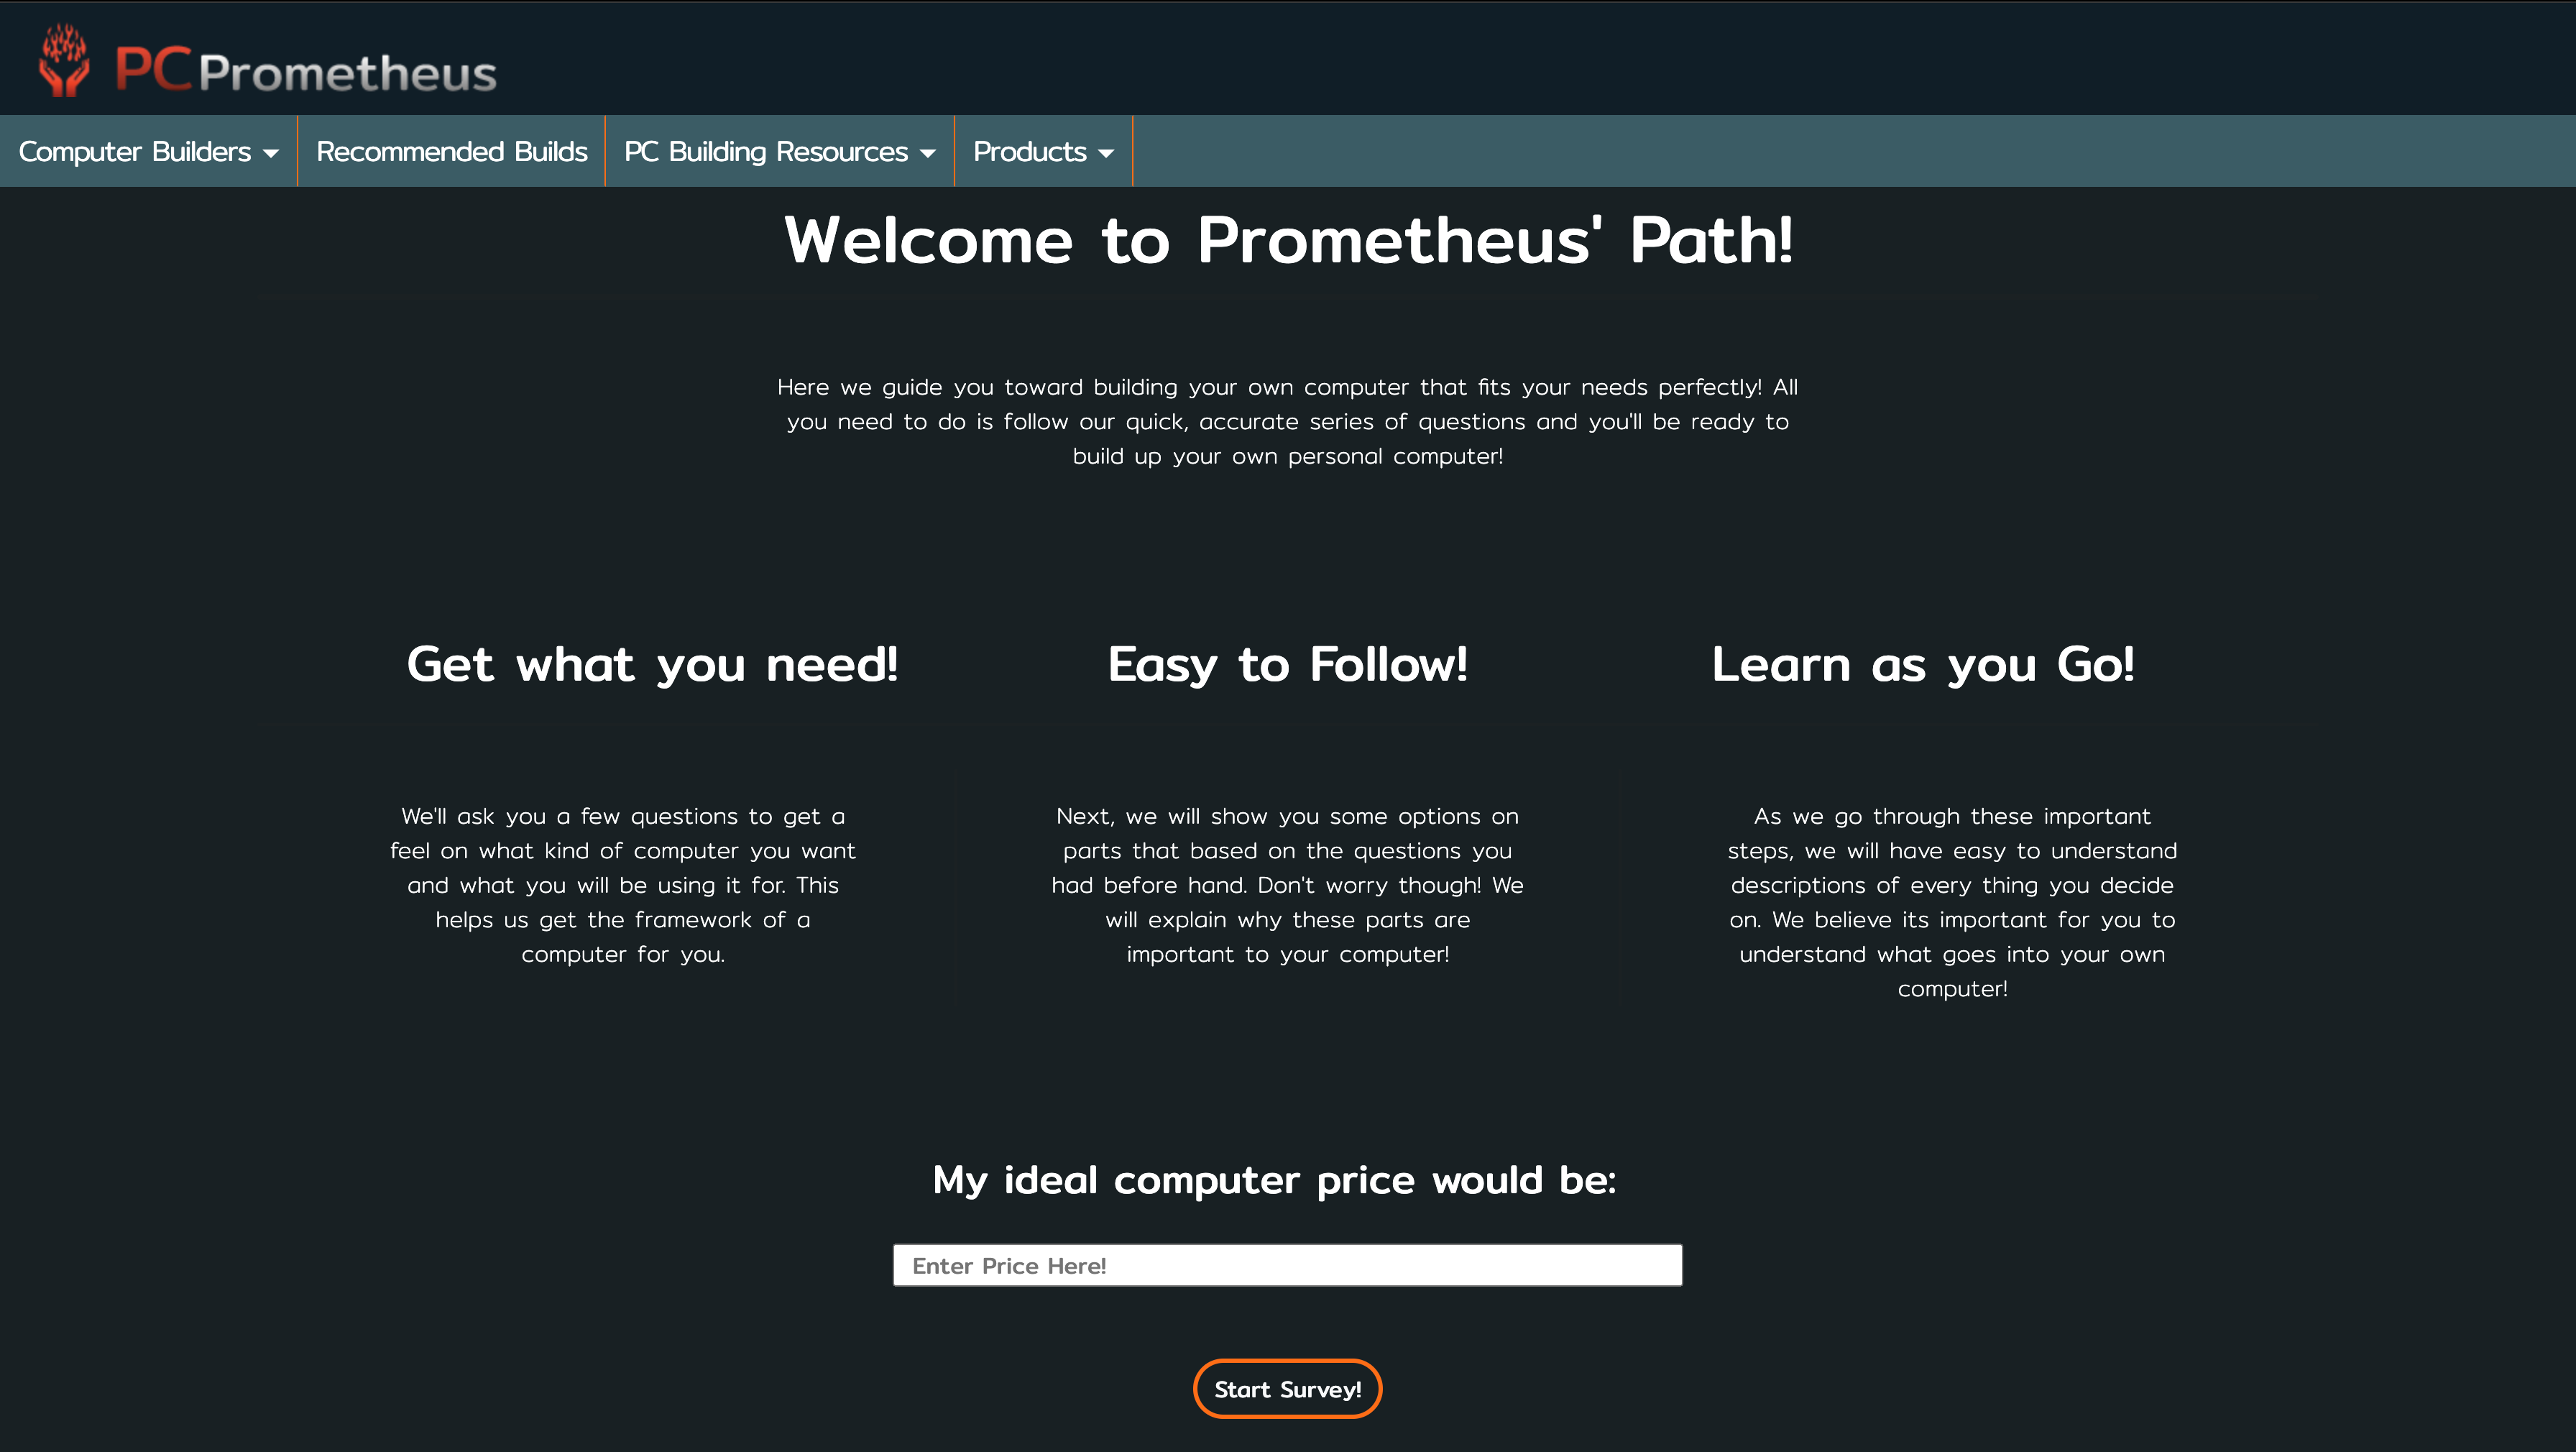 PCPrometheus
Computer Builders
Recommended Builds
PC Building Resources
Products
Welcome to Prometheus' Path!
Here we guide you toward building your own computer that fits your needs perfectly! All
you need to do is follow our quick, accurate series of questions and you'll be ready to
build up your own personal computer!
Get what you need!
We'll ask you a few questions to get a
feel on what kind of computer you want
and what you will be using it for. This
helps us get the framework of a
computer for you.
Easy to Follow!
Next, we will show you some options on
parts that based on the questions you
had before hand. Don't worry though! We
will explain why these parts are
important to your computer!
Learn as you Go!
As we go through these important
steps, we will have easy to understand
descriptions of every thing you decide
on. We believe its important for you to
understand what goes into your own
computer!
My ideal computer price would be:
Enter Price Here!
Start Survey!